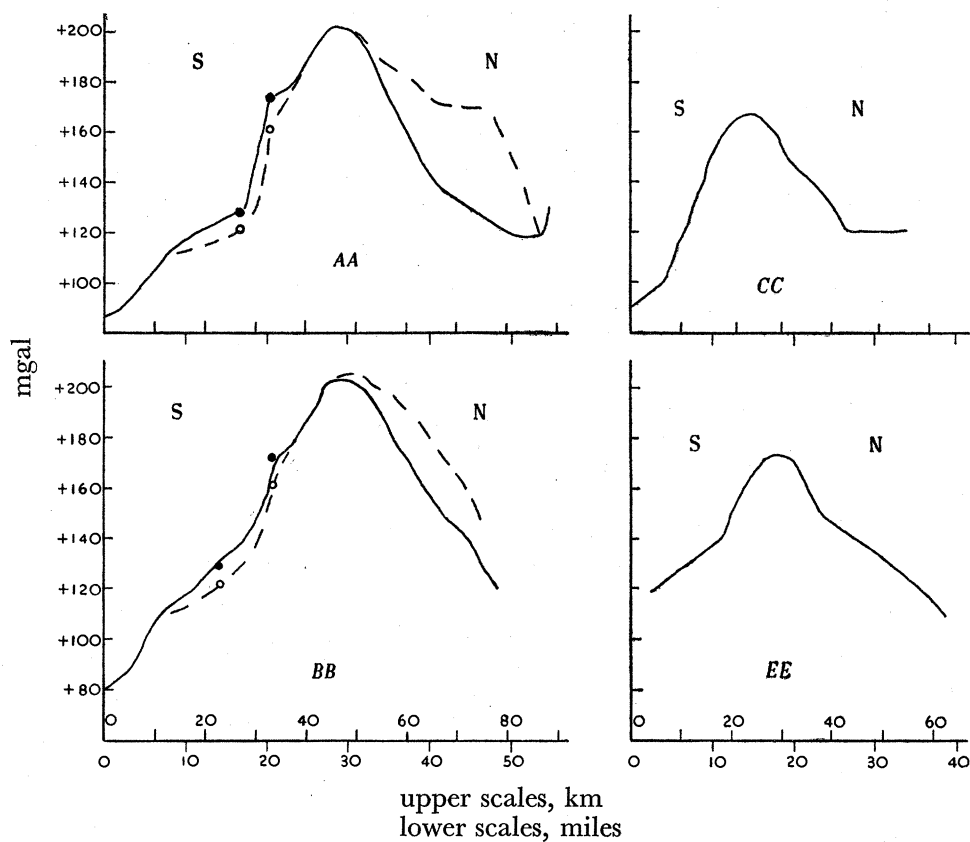 +200
+180
+160
+140
+120
+100
S
N
AA
S
N
CC
mgal
+200
+180
+160
+140
+120
+100
+80
S
N
BB
0 20 40 60 80
0 10 20 30 40 50
S
N
EE
0 20 40 60
0 10 20 30 40
upper scales, km
lower scales, miles